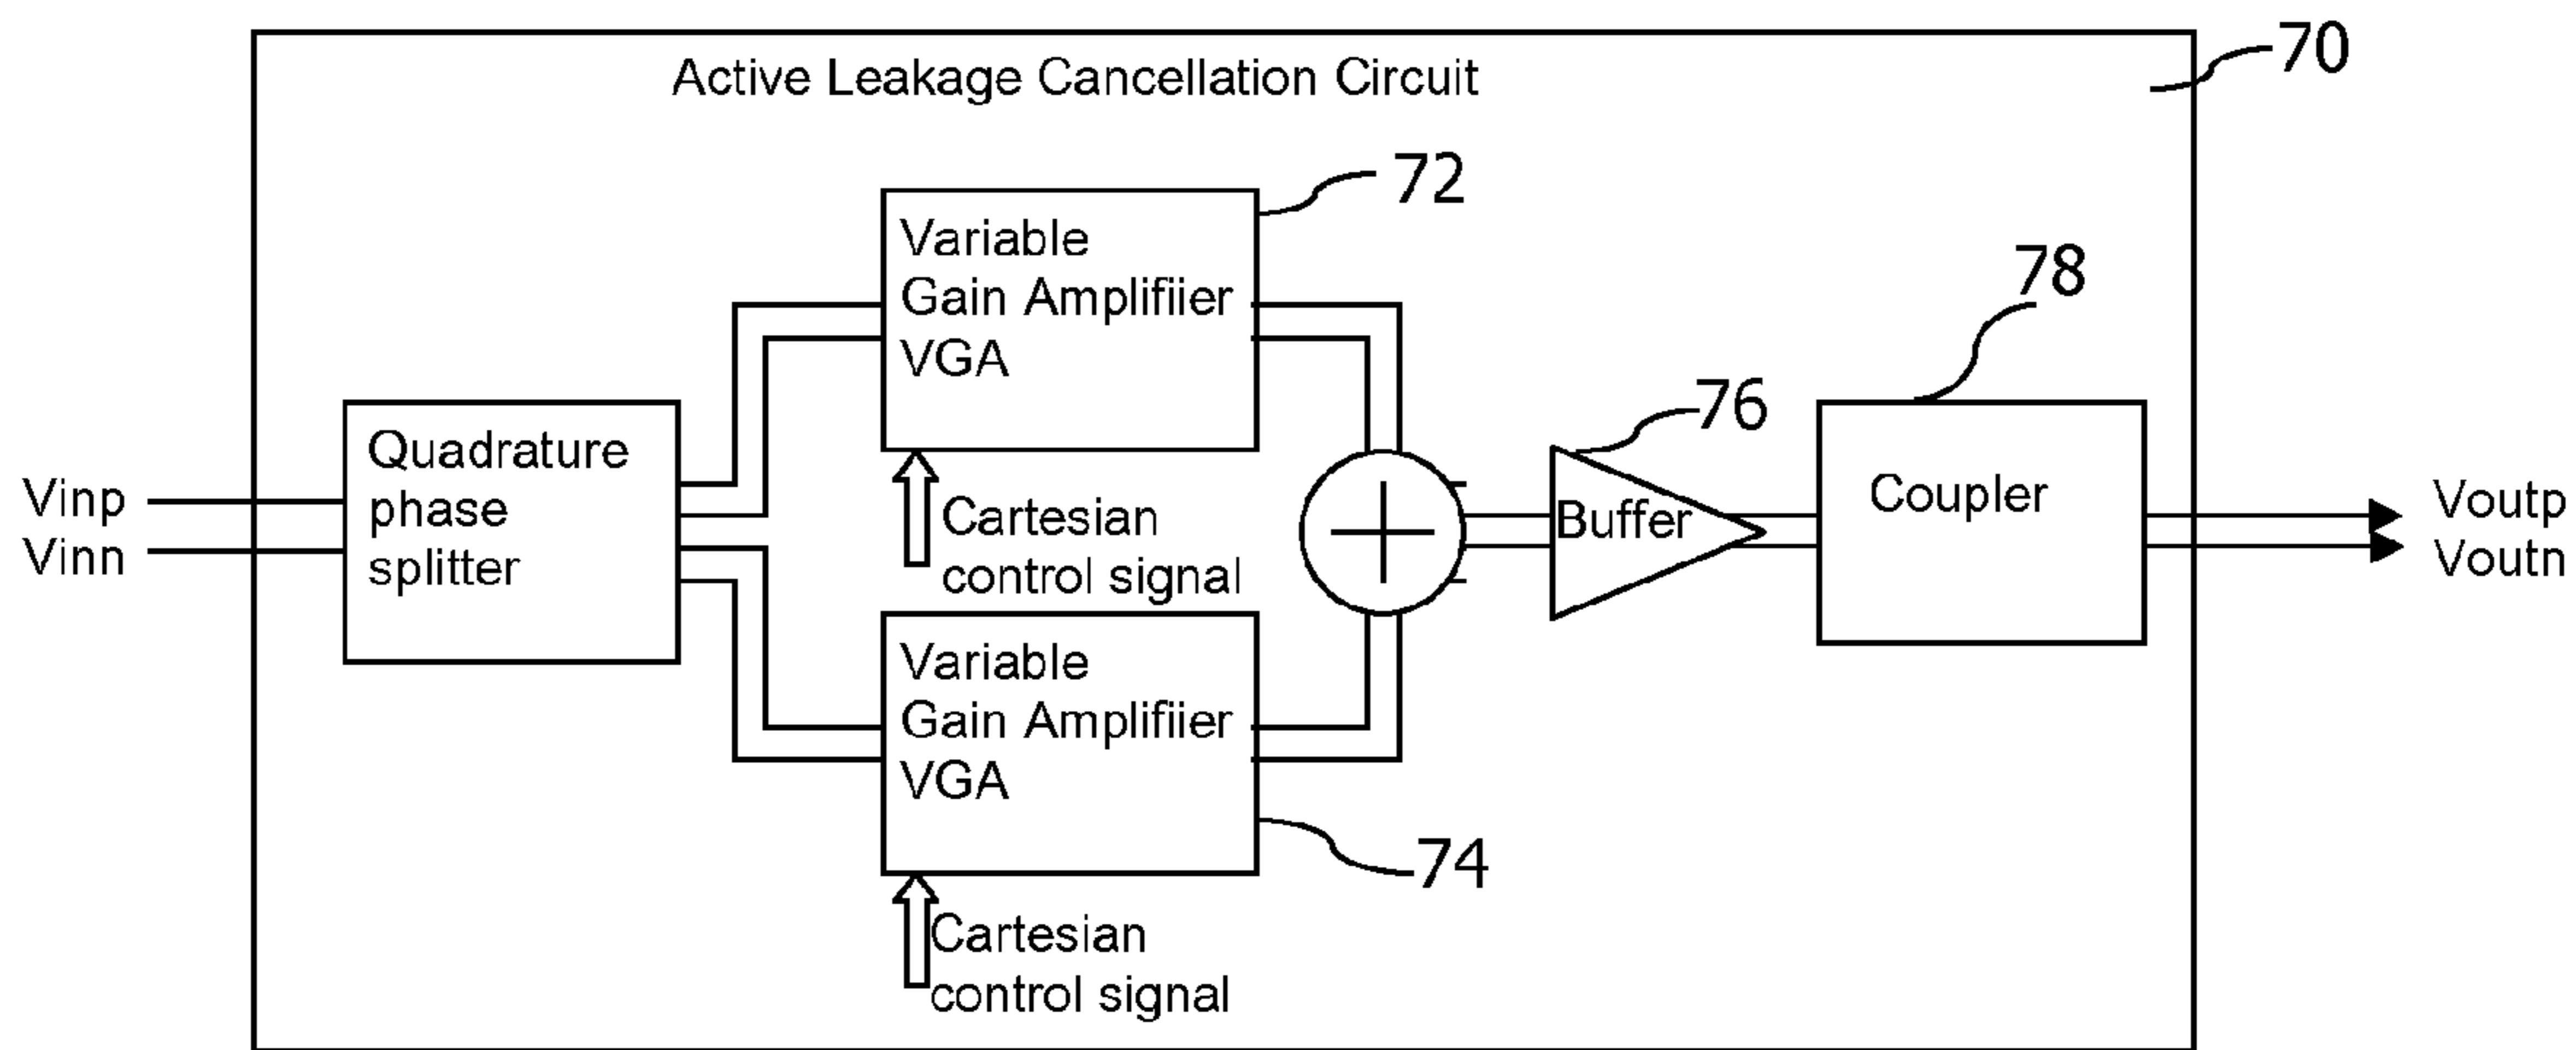 Active Leakage Cancellation Circuit
70
72
Variable
Gain Amplifiier
VGA
Cartesian
control signal
Quadrature
phase
splitter
Vinp
Vinn
Variable
Gain Amplifiier
VGA
74
Cartesian
control signal
+
76
Buffer
78
Coupler
Voutp
Voutn